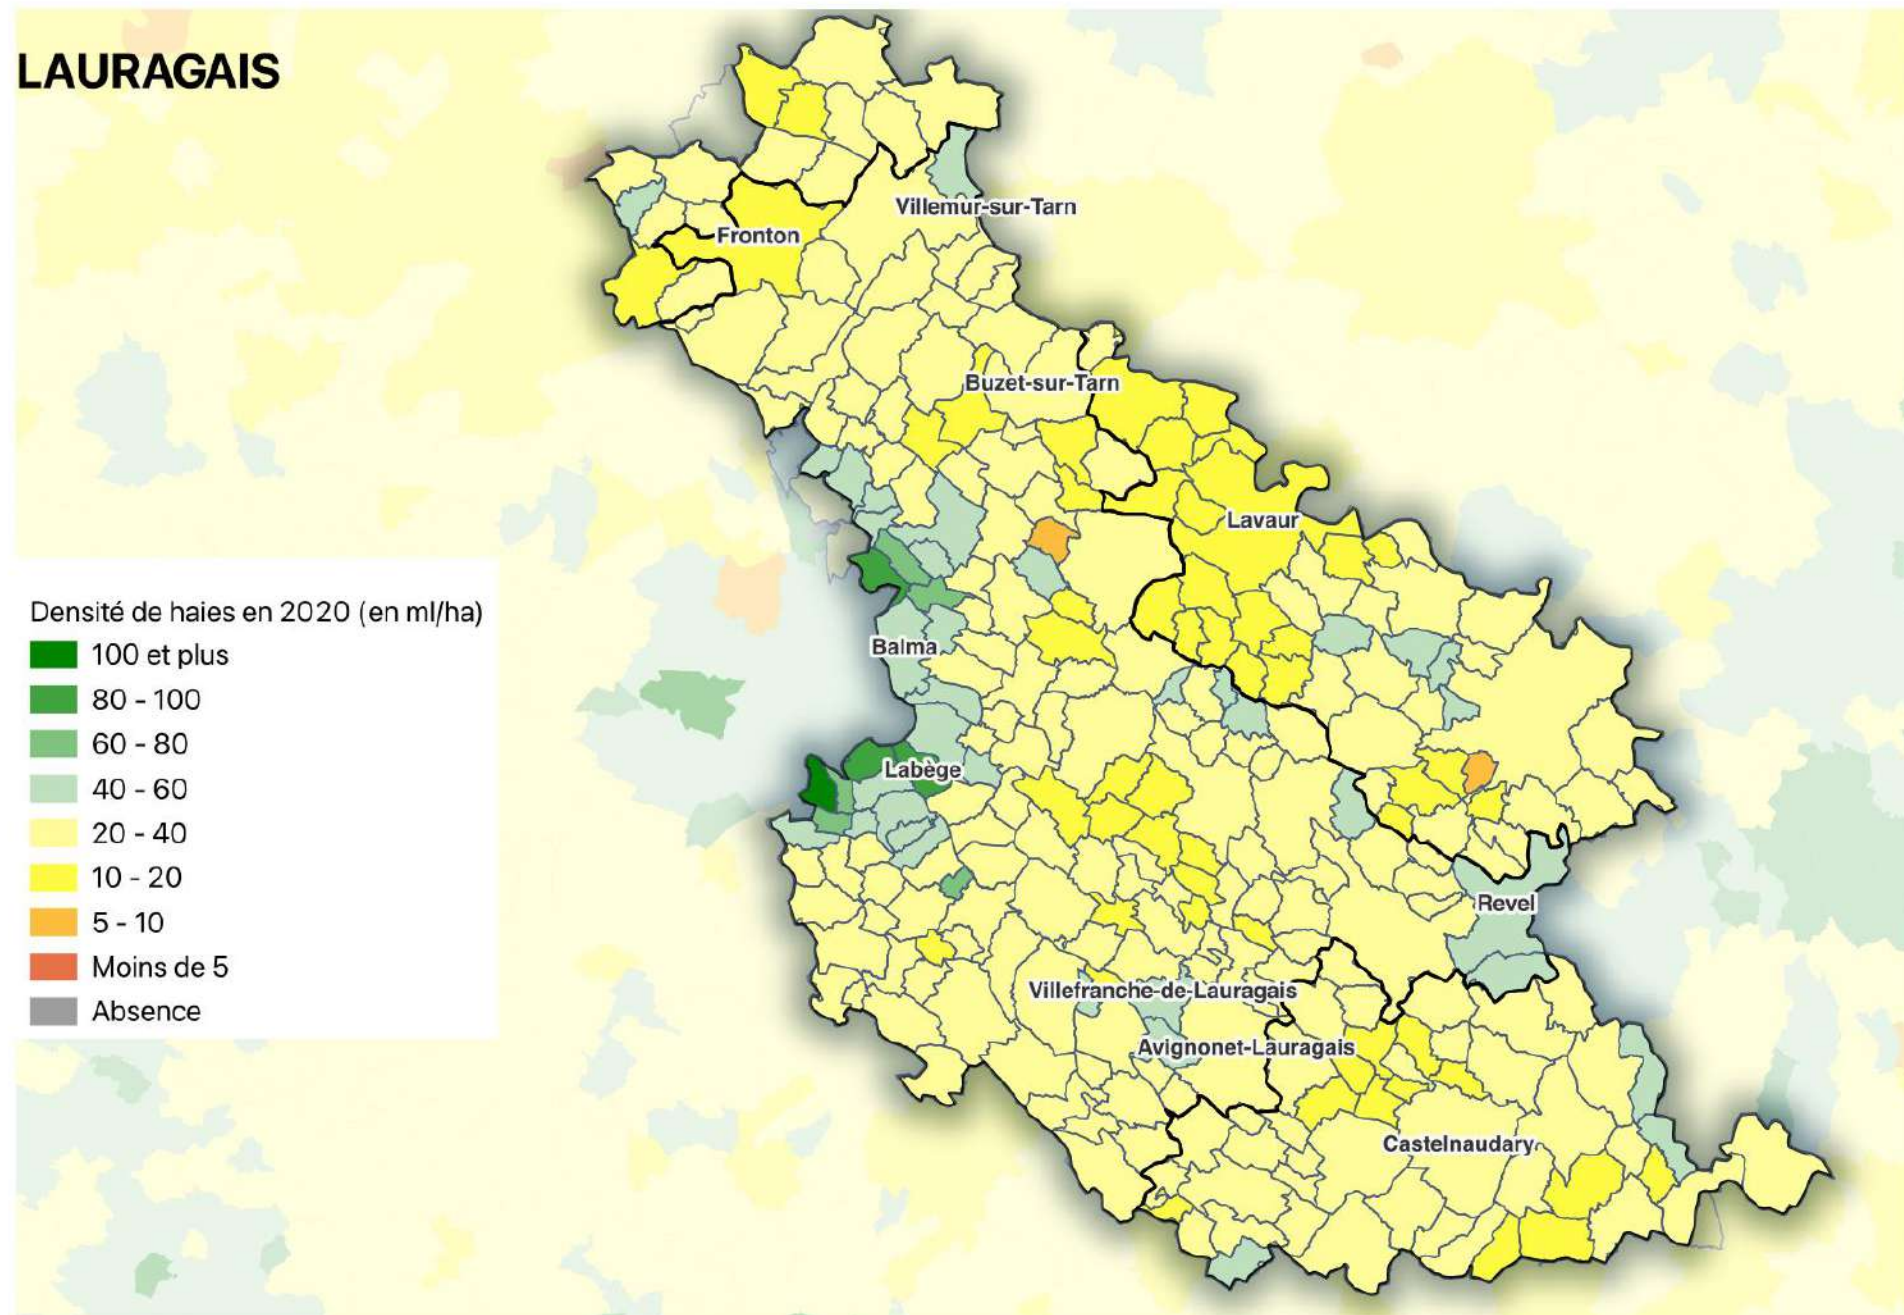 LAURAGAIS
Villemur-sur-Tarn
Fronton
Buzet-sur-Tarn
Lavaur
Balma
Labège
Revel
Villefranche-de-Lauragais
Avignonet-Lauragais
Castelnaudary
Densité de haies en 2020 (en ml/ha)
100 et plus
80 - 100
60 - 80
40 - 60
20 - 40
10 - 20
5 - 10
Moins de 5
Absence